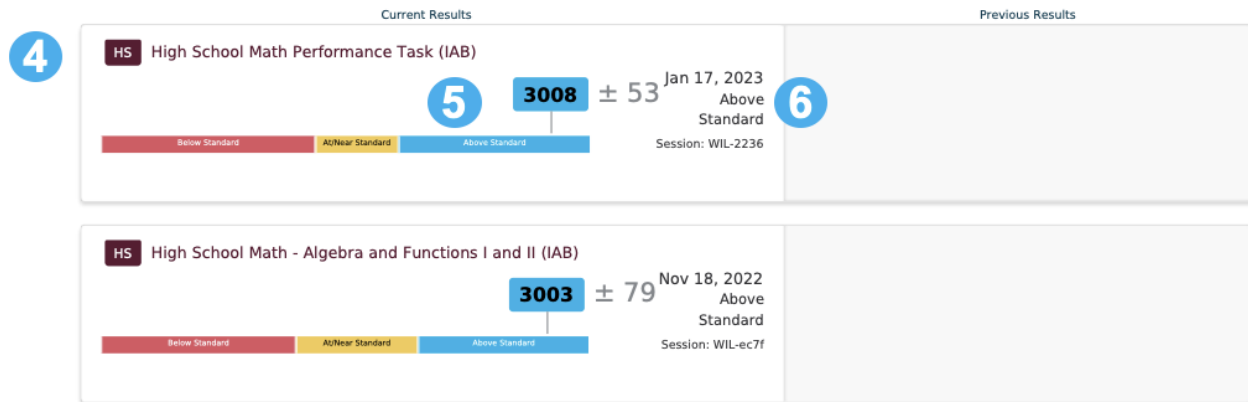 Current Results
Previous Results
4
HS High School Math Performance Task (IAB)
5
3008 ± 53
Jan 17, 2023
Above
Standard
6
Session: WIL-2236
Below Standard At/Near Standard Above Standard
HS High School Math - Algebra and Functions I and II (IAB)
3003 ± 79
Nov 18, 2022
Above
Standard
Session: WIL-ec7f
Below Standard At/Near Standard Above Standard